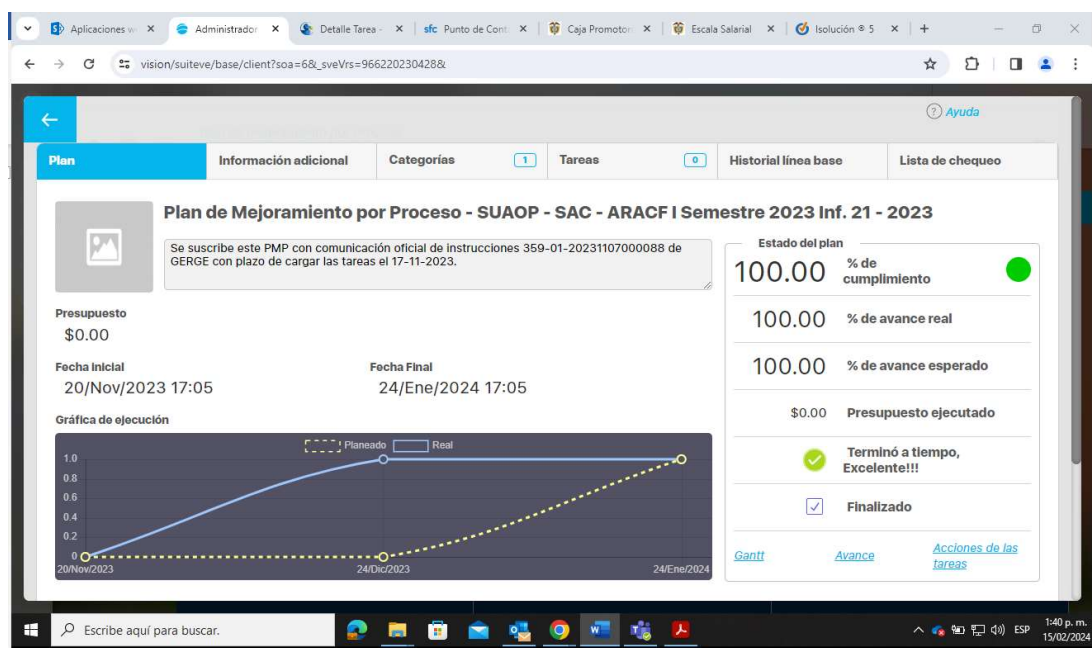 Aplicaciones w
Administrador
Detalle Tarea -
sfc Punto de Cont
Caja Promotor
Escala Salarial
Isolución ® 5
vision/suiteve/base/client?soa=6&_sveVrs=966220230428&
Ayuda
Plan
Información adicional
Categorías 1
Tareas 0
Historial línea base
Lista de chequeo
Plan de Mejoramiento por Proceso - SUAOP - SAC - ARACF I Semestre 2023 Inf. 21 - 2023
Se suscribe este PMP con comunicación oficial de instrucciones 359-01-20231107000088 de
GERGE con plazo de cargar las tareas el 17-11-2023.
Presupuesto
$0.00
Fecha Inicial
20/Nov/2023 17:05
Fecha Final
24/Ene/2024 17:05
Gráfica de ejecución
Planeado Real
1.0
0.8
0.6
0.4
0.2
0
20/Nov/2023 24/Dic/2023 24/Ene/2024
Estado del plan
100.00 % de
cumplimiento
100.00 % de avance real
100.00 % de avance esperado
$0.00 Presupuesto ejecutado
Terminó a tiempo,
Excelente!!!
Finalizado
Gantt
Avance
Acciones de las
tareas
Escribe aquí para buscar.
ESP
1:40 p. m.
15/02/2024